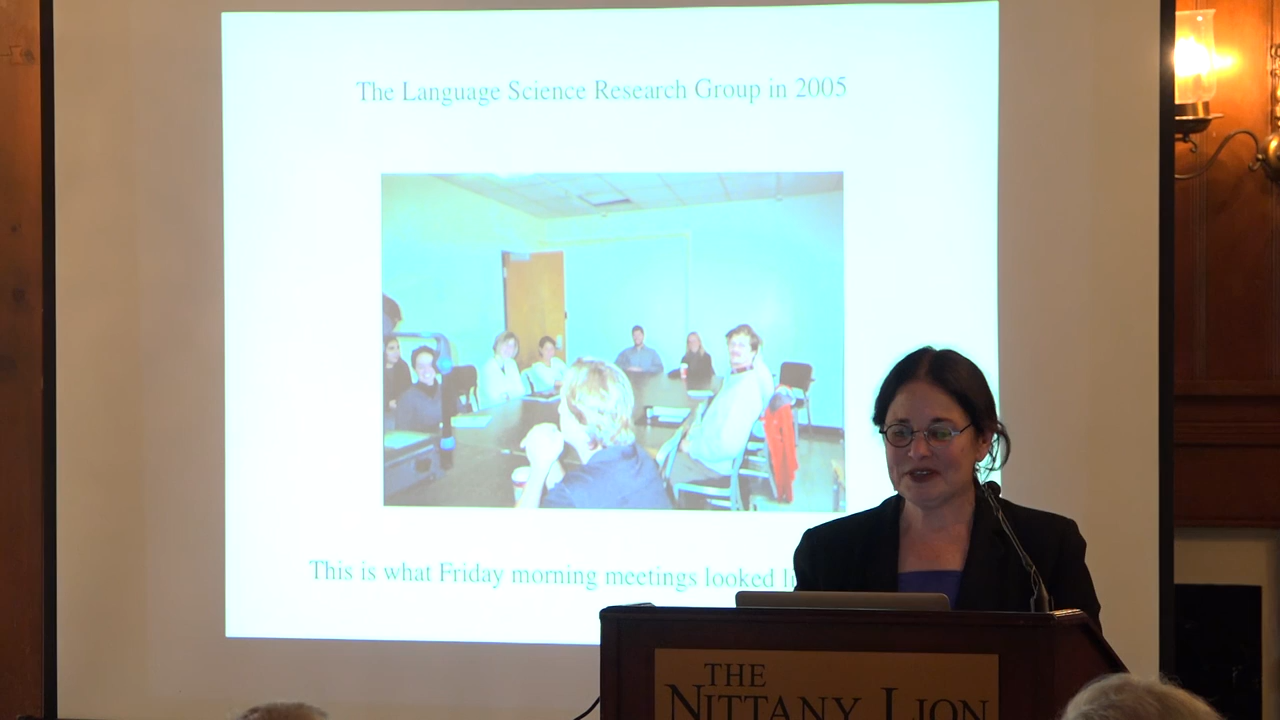 The Language Science Research Group in 2005
This is what Friday morning meetings looked
THE
NITTANY LION